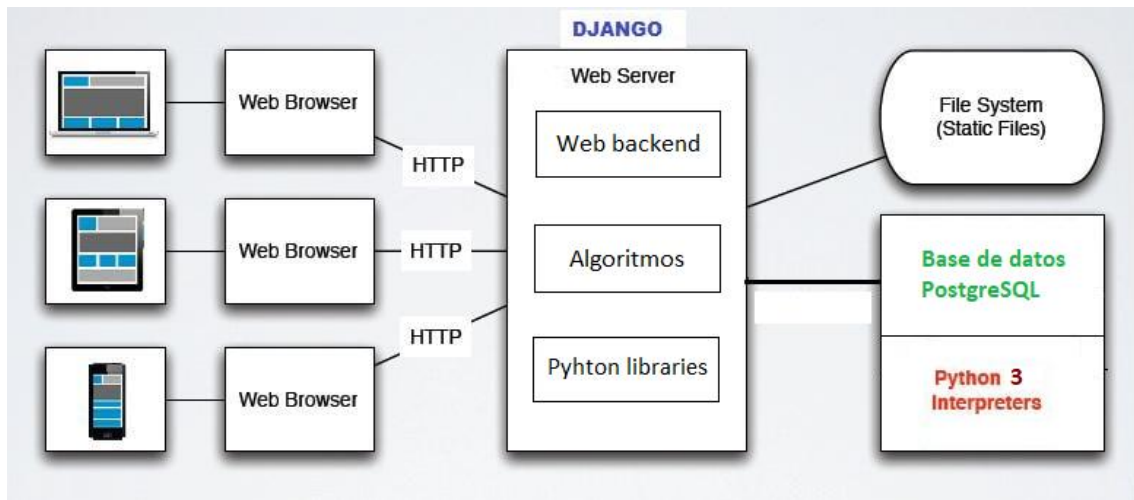 DJANGO
Web Server
Web Browser
HTTP
Web backend
File System
(Static Files)
Web Browser
HTTP
Algoritmos
Base de datos
PostgreSQL
Web Browser
HTTP
Pyhton libraries
Python 3
Interpreters